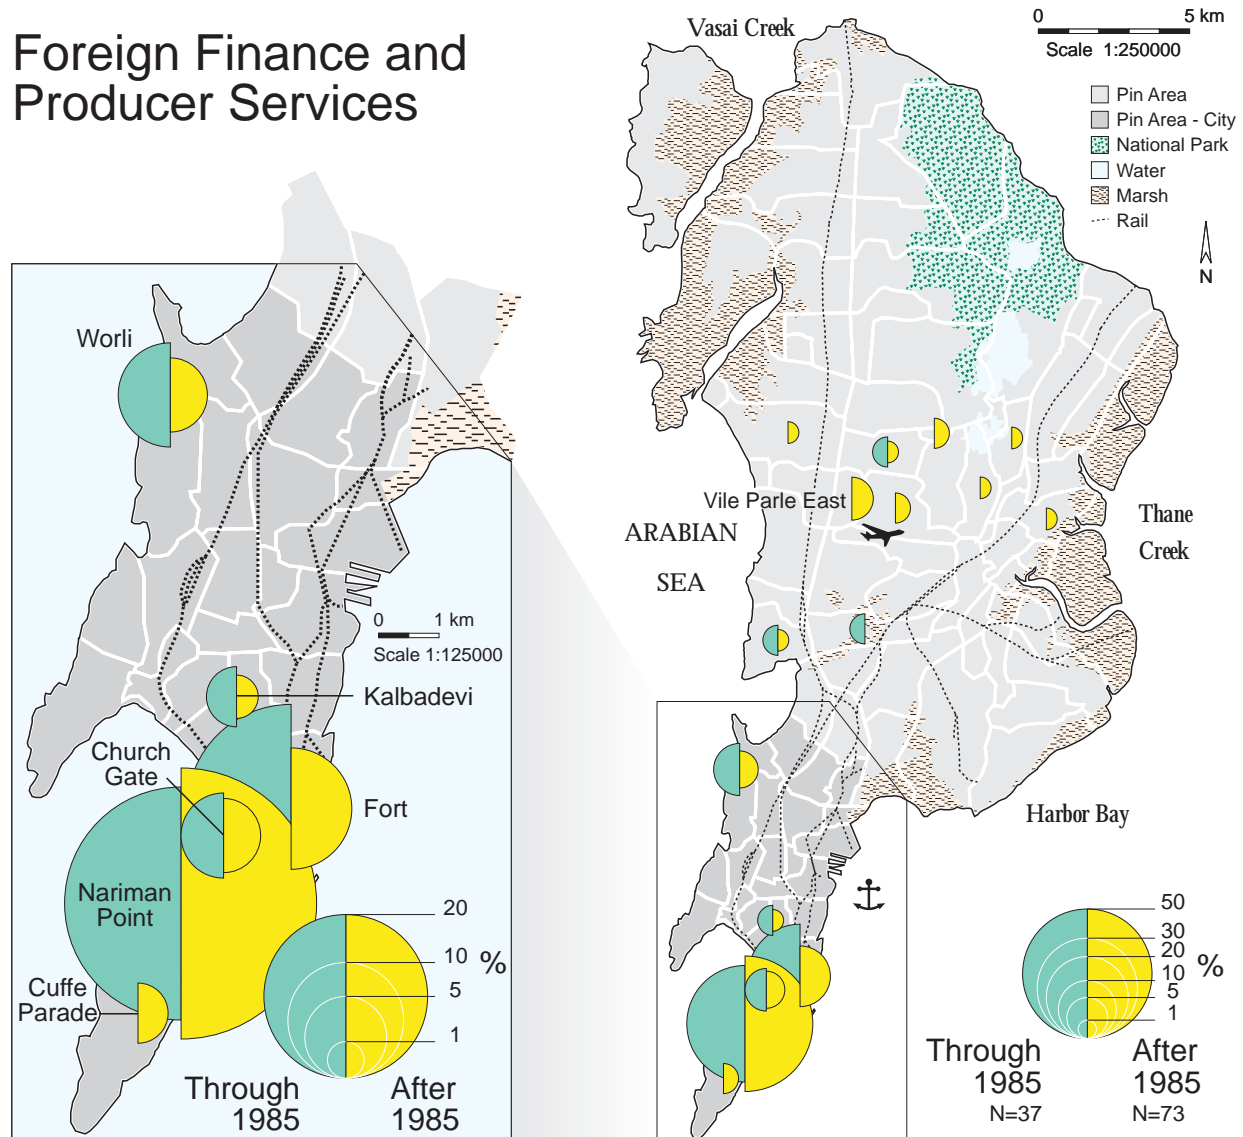 Foreign Finance and
Producer Services
Vasai Creek
0 5 km
Scale 1:250000
Pin Area
Pin Area - City
National Park
Water
Marsh
Rail
N
Worli
Vile Parle East
ARABIAN
SEA
Thane
Creek
0 1 km
Scale 1:125000
Kalbadevi
Church
Gate
Fort
Harbor Bay
Nariman
Point
Cuffe
Parade
20
10
5
1
%
Through
1985
After
1985
50
30
20
10
5
1
%
Through
1985
N=37
After
1985
N=73